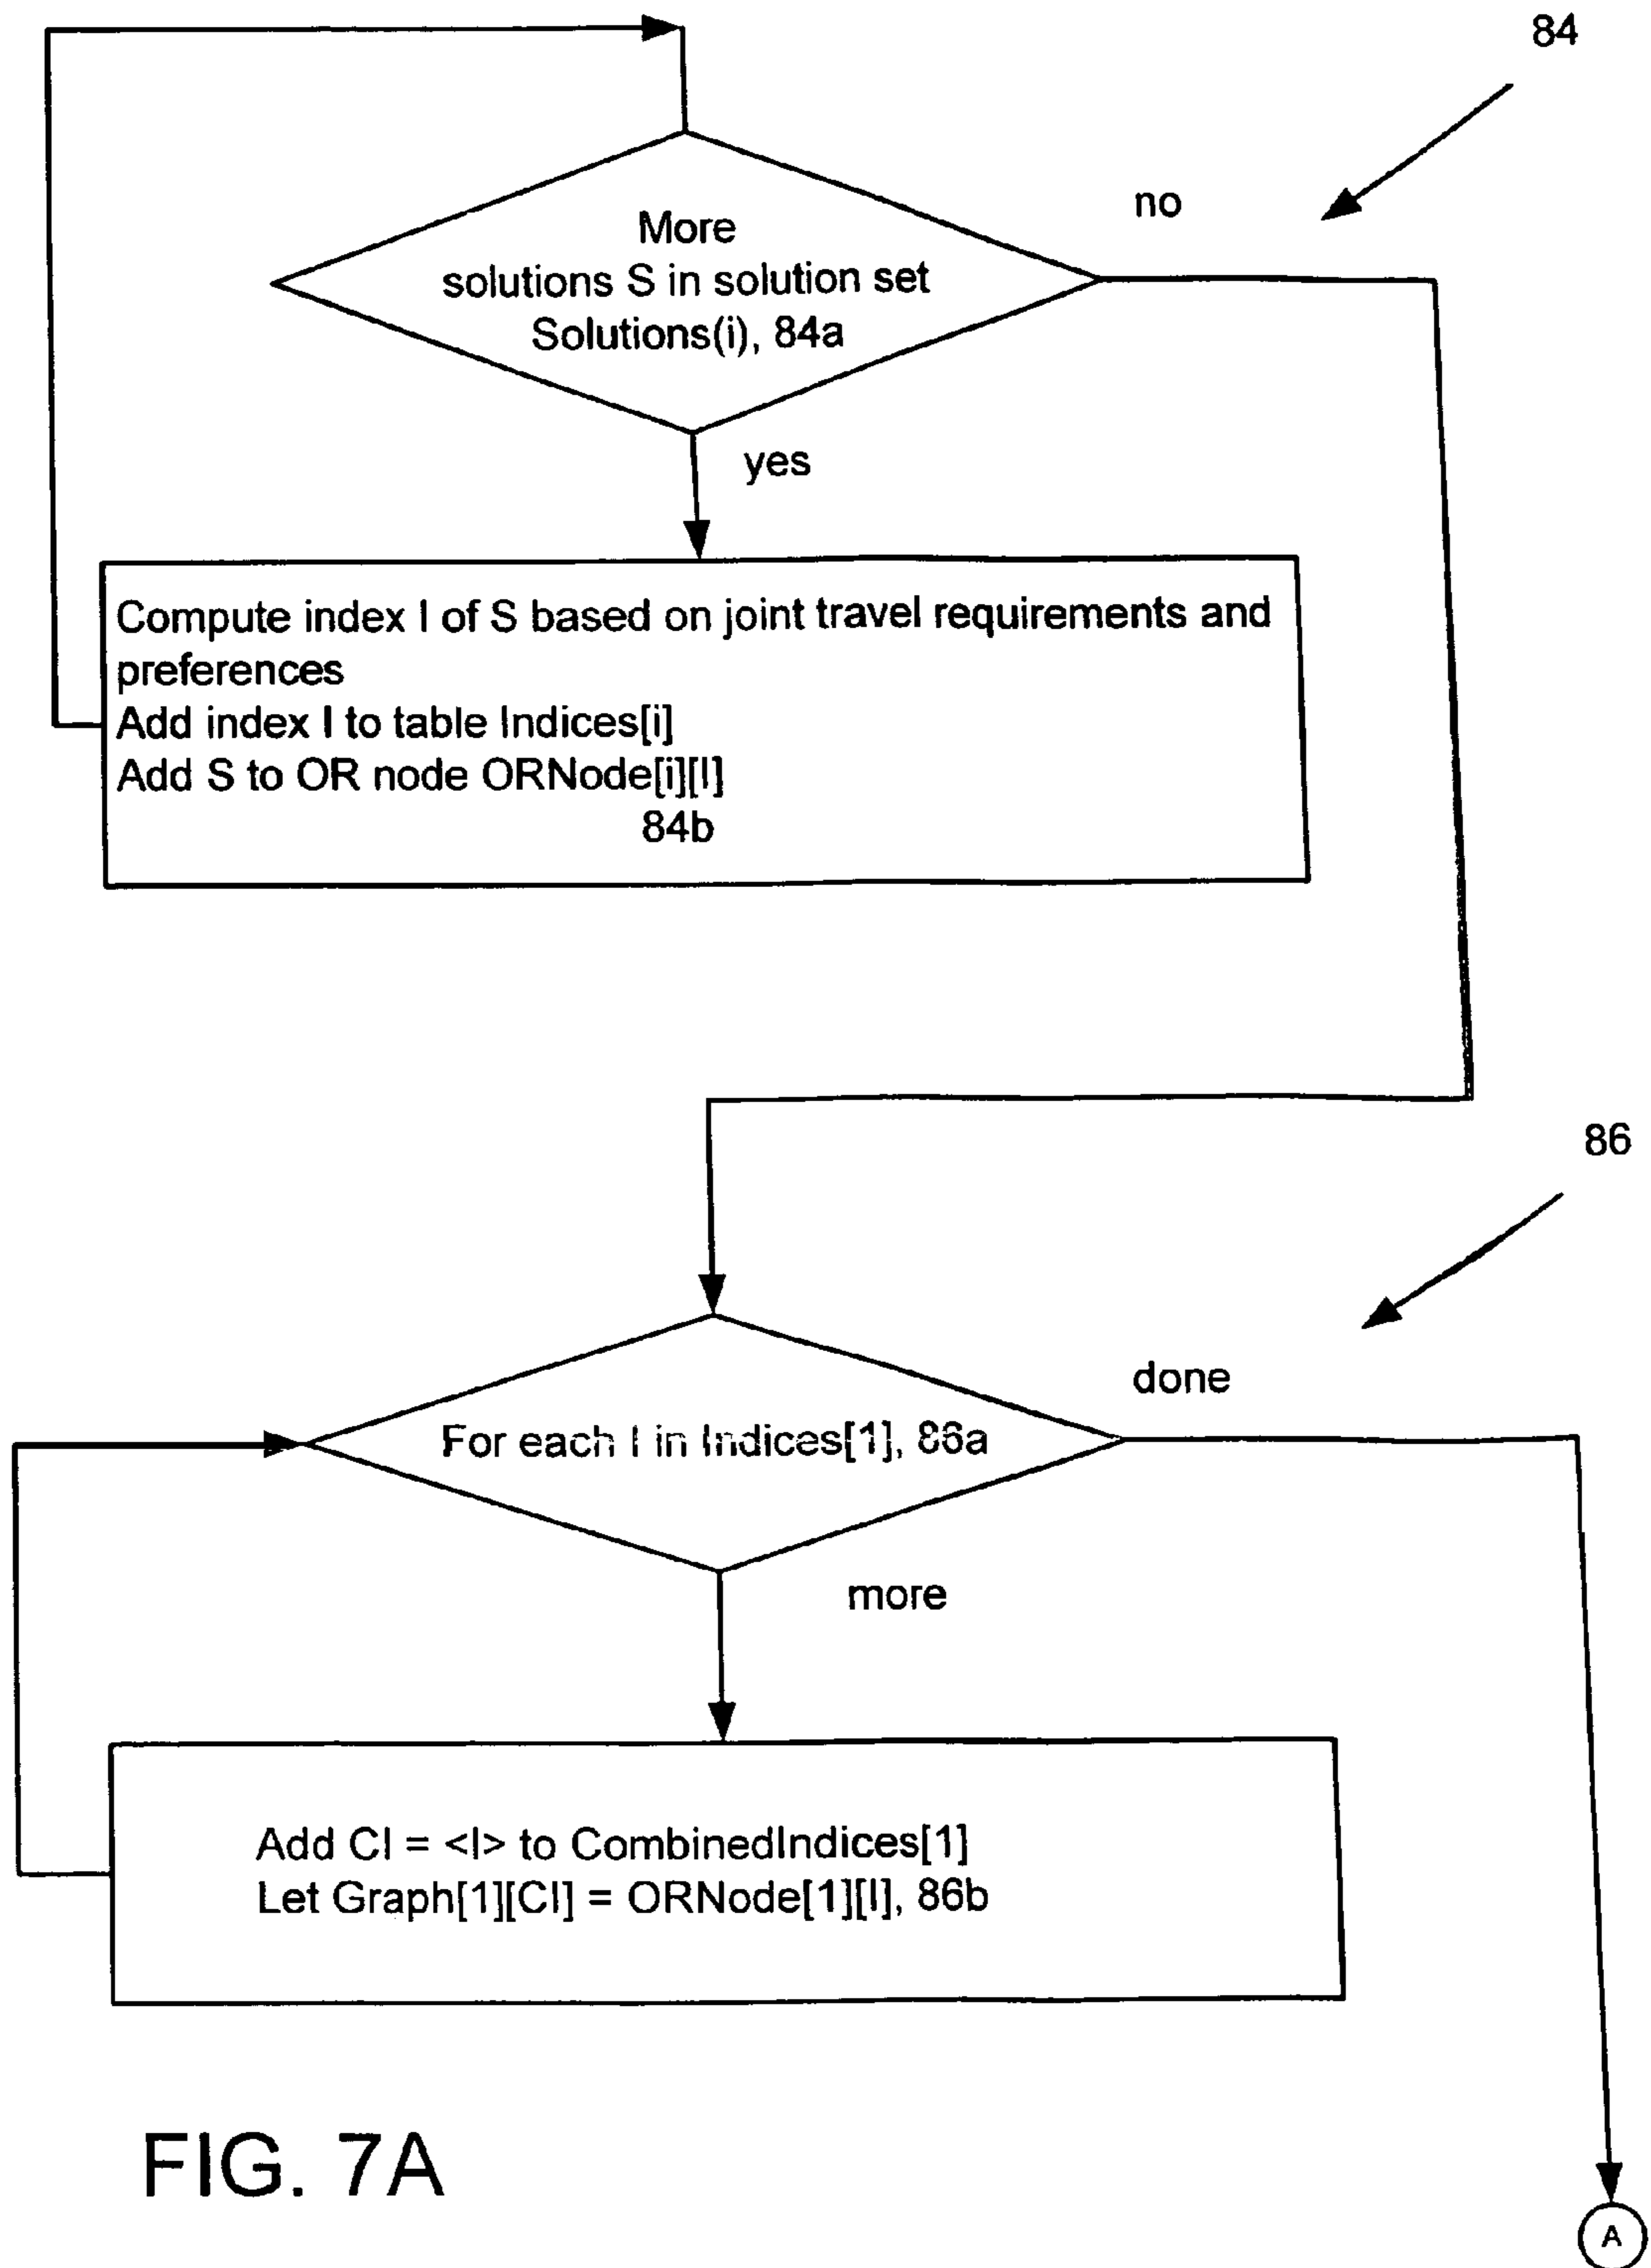 84
no
More
solutions S in solution set
Solutions(i), 84a
yes
Compute index I of S based on joint travel requirements and
preferences
Add index I to table Indices[i]
Add S to OR node ORNode[i][I]
84b
86
done
For each I in Indices[1], 86a
more
Add CI = <I> to CombinedIndices[1]
Let Graph[1][CI] = ORNode[1][I], 86b
FIG. 7A
A